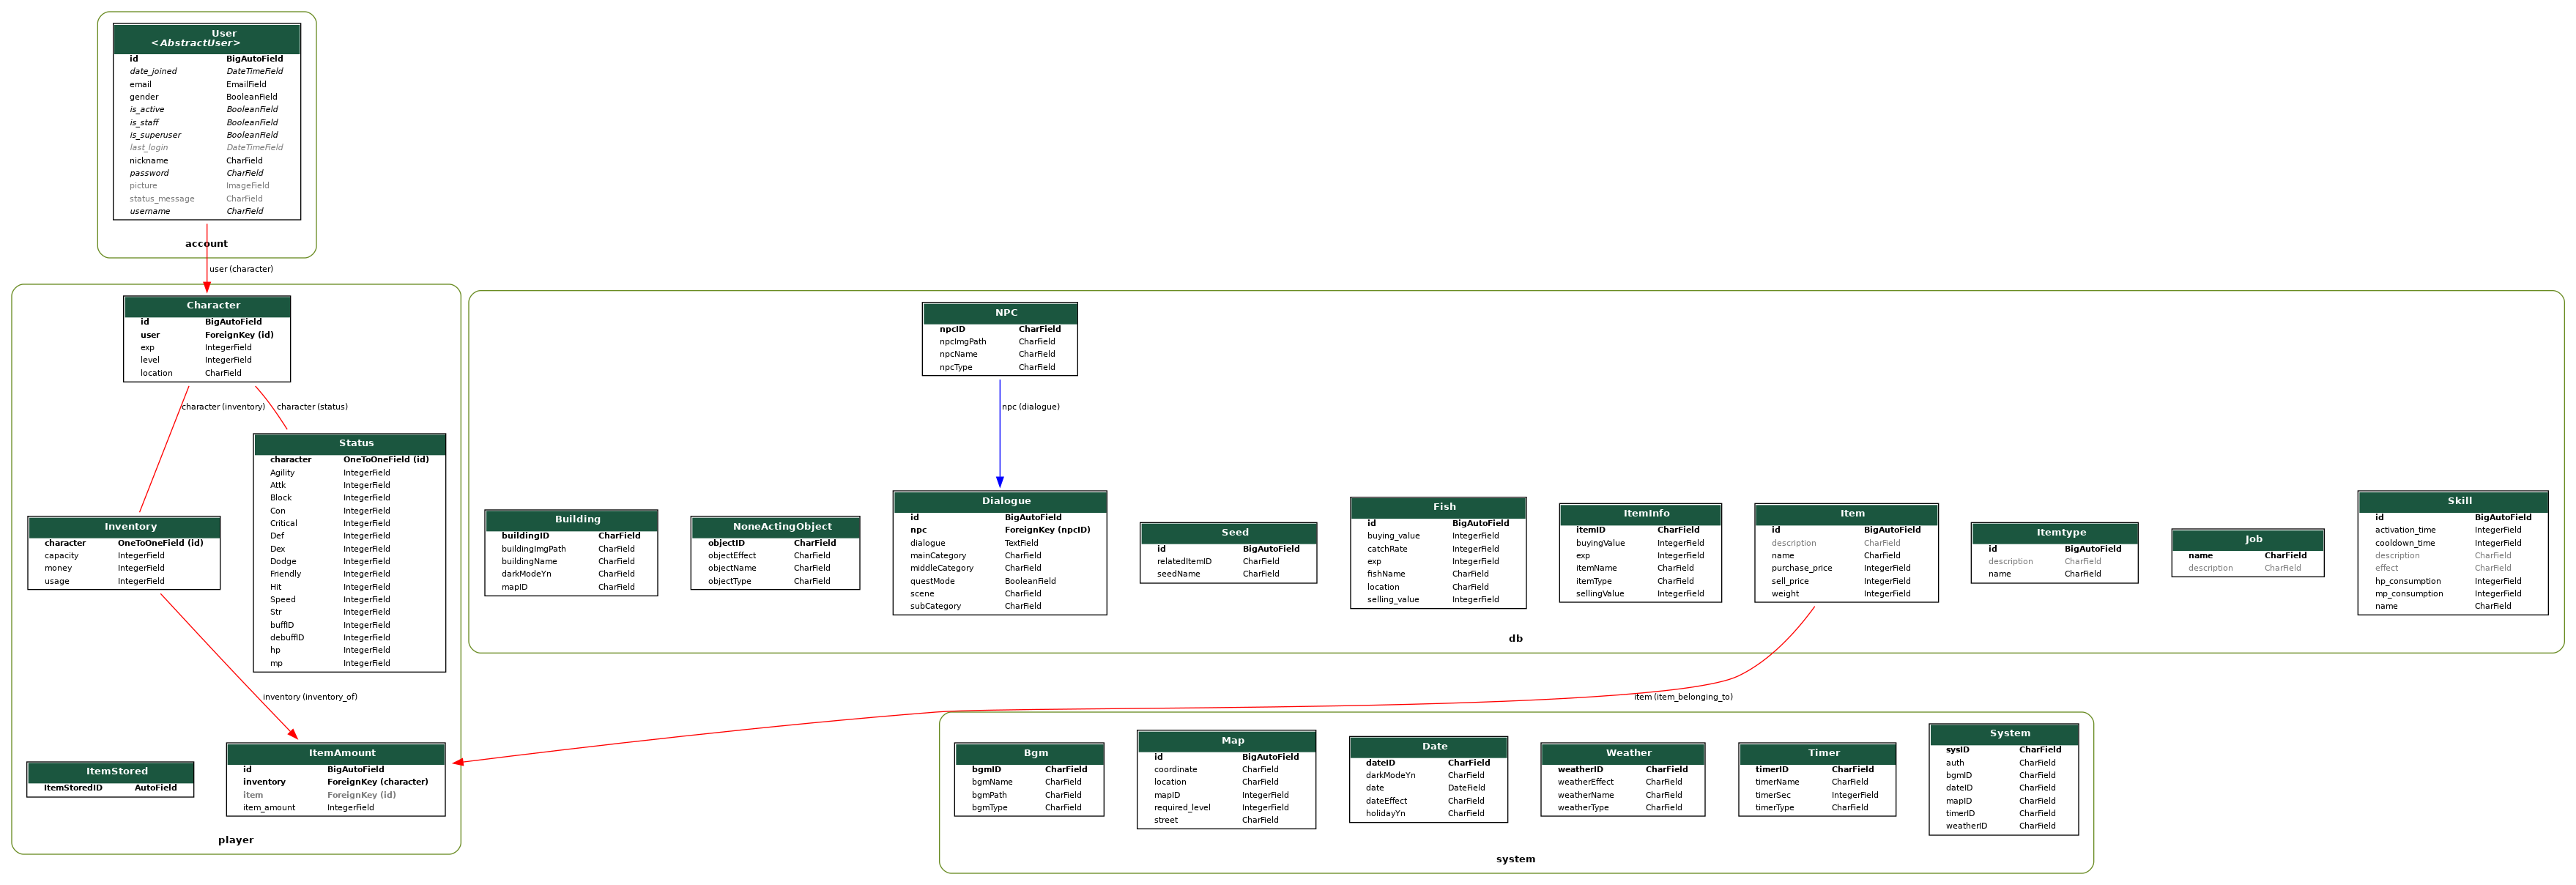 User
<AbstractUser>
id BigAutoField
date_joined DateTimeField
email EmailField
gender BooleanField
is_active BooleanField
is_staff BooleanField
is_superuser BooleanField
last_login DateTimeField
nickname CharField
password CharField
picture ImageField
status_message CharField
username CharField
account
user (character)
Character
id BigAutoField
user ForeignKey (id)
exp IntegerField
level IntegerField
location CharField
character (inventory)
character (status)
Status
character OneToOneField (id)
Agility IntegerField
Attk IntegerField
Block IntegerField
Con IntegerField
Critical IntegerField
Def IntegerField
Dex IntegerField
Dodge IntegerField
Friendly IntegerField
Hit IntegerField
Speed IntegerField
Str IntegerField
buffID IntegerField
debuffID IntegerField
hp IntegerField
mp IntegerField
Inventory
character OneToOneField (id)
capacity IntegerField
money IntegerField
usage IntegerField
inventory (inventory_of)
ItemStored
ItemStoredID AutoField
ItemAmount
id BigAutoField
inventory ForeignKey (character)
item ForeignKey (id)
item_amount IntegerField
player
NPC
npcID CharField
npcImgPath CharField
npcName CharField
npcType CharField
npc (dialogue)
Building
buildingID CharField
buildingImgPath CharField
buildingName CharField
darkModeYn CharField
mapID CharField
NoneActingObject
objectID CharField
objectEffect CharField
objectName CharField
objectType CharField
Dialogue
id BigAutoField
npc ForeignKey (npcID)
dialogue TextField
mainCategory CharField
middleCategory CharField
questMode BooleanField
scene CharField
subCategory CharField
Seed
id BigAutoField
relatedItemID CharField
seedName CharField
Fish
id BigAutoField
buying_value IntegerField
catchRate IntegerField
exp IntegerField
fishName CharField
location CharField
selling_value IntegerField
ItemInfo
itemID CharField
buyingValue IntegerField
exp IntegerField
itemName CharField
itemType CharField
sellingValue IntegerField
Item
id BigAutoField
description CharField
name CharField
purchase_price IntegerField
sell_price IntegerField
weight IntegerField
Itemtype
id BigAutoField
description CharField
name CharField
Job
name CharField
description CharField
Skill
id BigAutoField
activation_time IntegerField
cooldown_time IntegerField
description CharField
effect CharField
hp_consumption IntegerField
mp_consumption IntegerField
name CharField
db
item (item_belonging_to)
Bgm
bgmID CharField
bgmName CharField
bgmPath CharField
bgmType CharField
Map
id BigAutoField
coordinate CharField
location CharField
mapID IntegerField
required_level IntegerField
street CharField
Date
dateID CharField
darkModeYn CharField
date DateField
dateEffect CharField
holidayYn CharField
Weather
weatherID CharField
weatherEffect CharField
weatherName CharField
weatherType CharField
Timer
timerID CharField
timerName CharField
timerSec IntegerField
timerType CharField
System
sysID CharField
auth CharField
bgmID CharField
dateID CharField
mapID CharField
timerID CharField
weatherID CharField
system